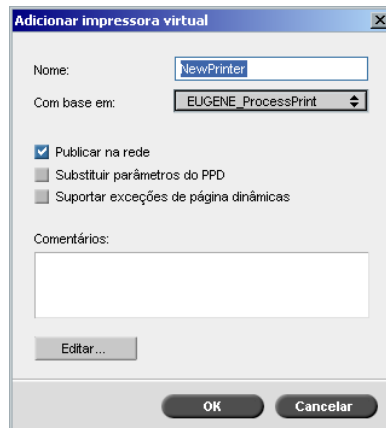 Adicionar impressora virtual
Nome: NewPrinter
Com base em: EUGENE_ProcessPrint
Publicar na rede
Substituir parâmetros do PPD
Suportar exceções de página dinâmicas
Comentários:
Editar...
OK Cancelar